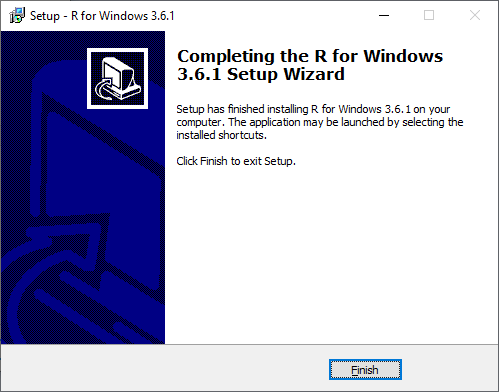 Setup - R for Windows 3.6.1
Completing the R for Windows
3.6.1 Setup Wizard
Setup has finished installing R for Windows 3.6.1 on your
computer. The application may be launched by selecting the
installed shortcuts.
Click Finish to exit Setup.
Finish